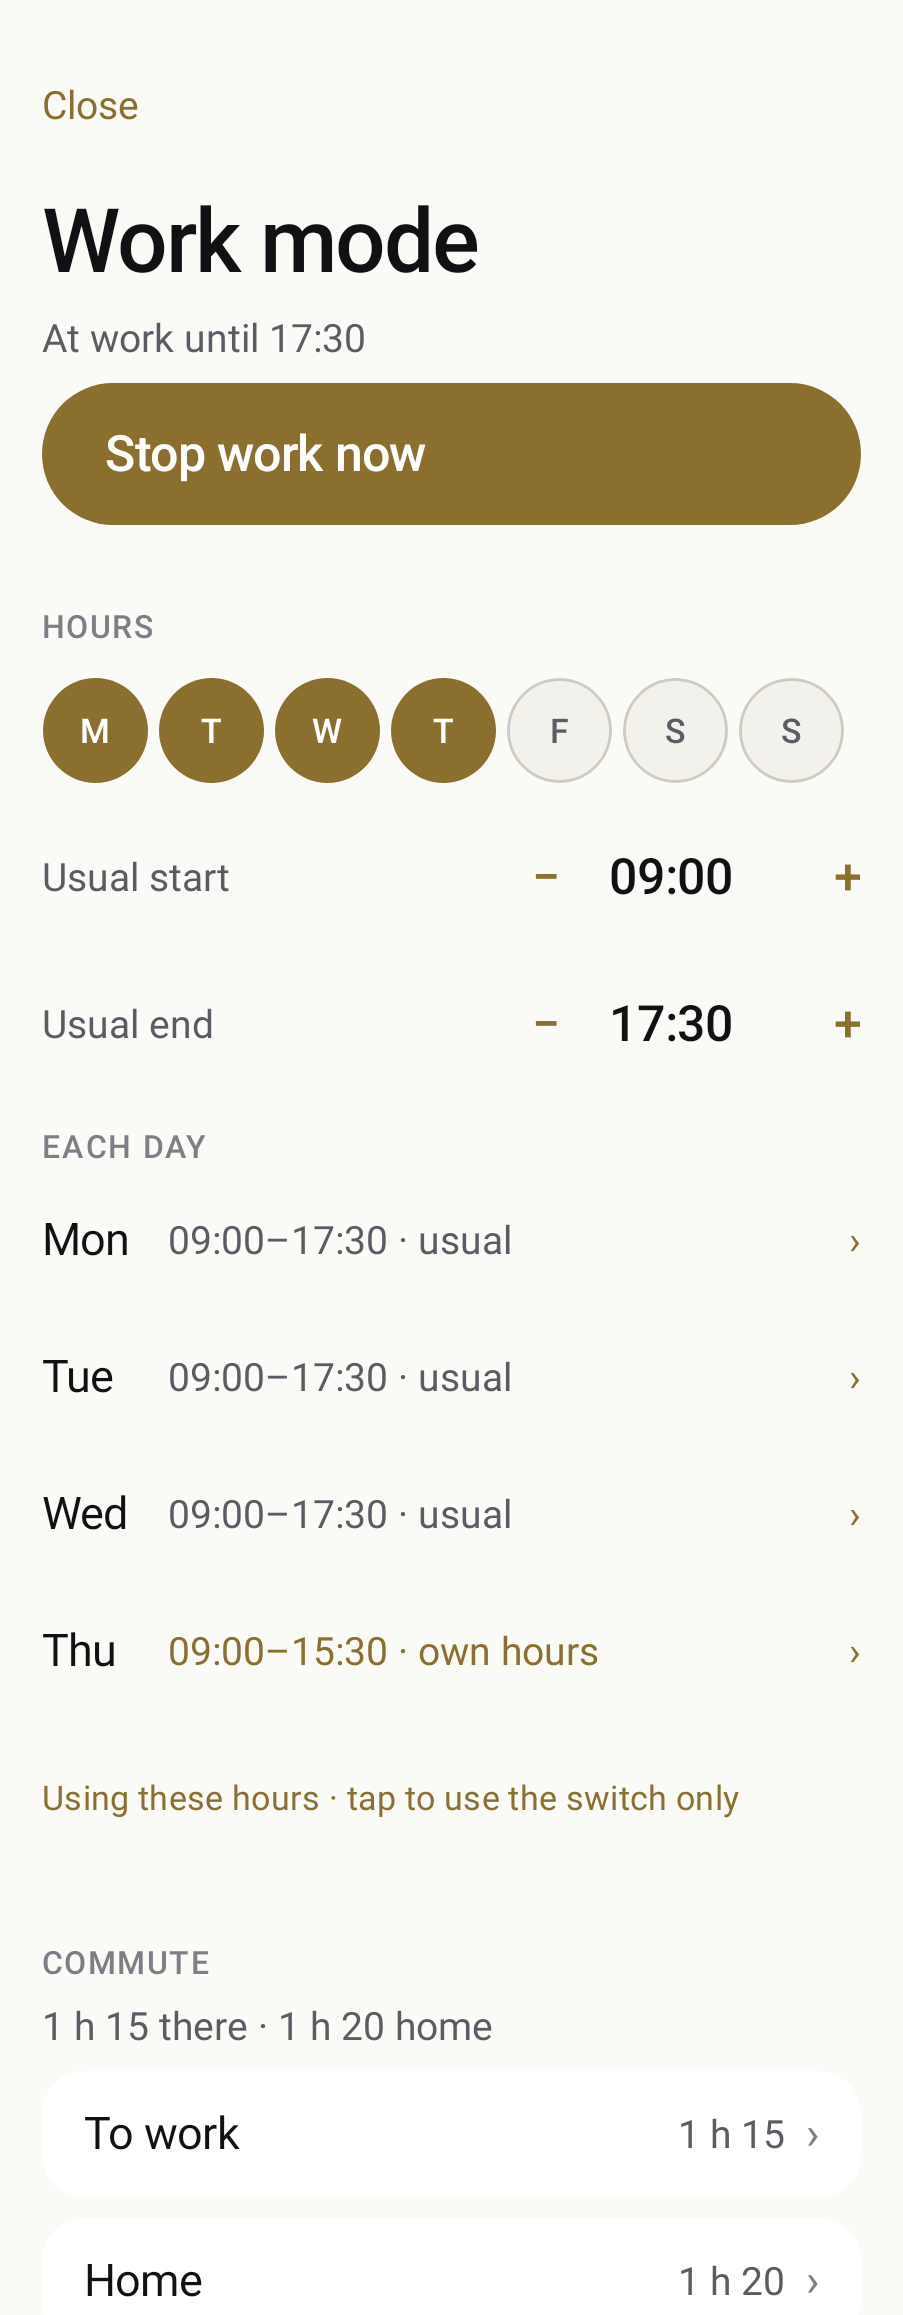 Close
Work mode
At work until 17:30
Stop work now
HOURS
M T W T F S S
Usual start − 09:00 +
Usual end − 17:30 +
EACH DAY
Mon 09:00–17:30 · usual ›
Tue 09:00–17:30 · usual ›
Wed 09:00–17:30 · usual ›
Thu 09:00–15:30 · own hours ›
Using these hours · tap to use the switch only
COMMUTE
1 h 15 there · 1 h 20 home
To work 1 h 15 ›
Home 1 h 20 ›